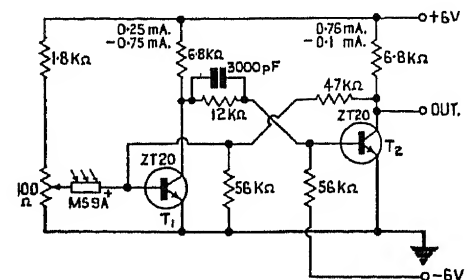 0.25 mA. 0.76 mA. +6V
-0.75 mA. -0.1 mA.
1.8KΩ 6.8KΩ 3000pF 6.8KΩ
47KΩ
12KΩ OUT.
ZT20 ZT20
T2
100 Ω M59A + 56KΩ 56KΩ
T1
-6V